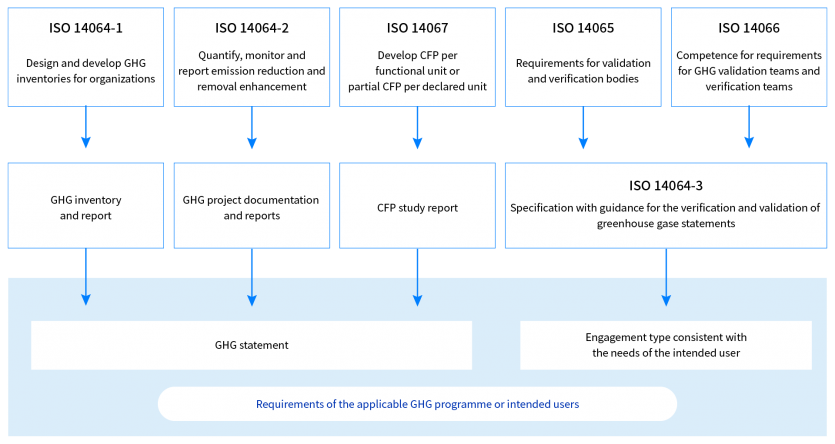 ISO 14064-1
Design and develop GHG
inventories for organizations
ISO 14064-2
Quantify, monitor and
report emission reduction and
removal enhancement
ISO 14067
Develop CFP per
functional unit or
partial CFP per declared unit
ISO 14065
Requirements for validation
and verification bodies
ISO 14066
Competence for requirements
for GHG validation teams and
verification teams
GHG inventory
and report
GHG project documentation
and reports
CFP study report
ISO 14064-3
Specification with guidance for the verification and validation of
greenhouse gase statements
GHG statement
Engagement type consistent with
the needs of the intended user
Requirements of the applicable GHG programme or intended users